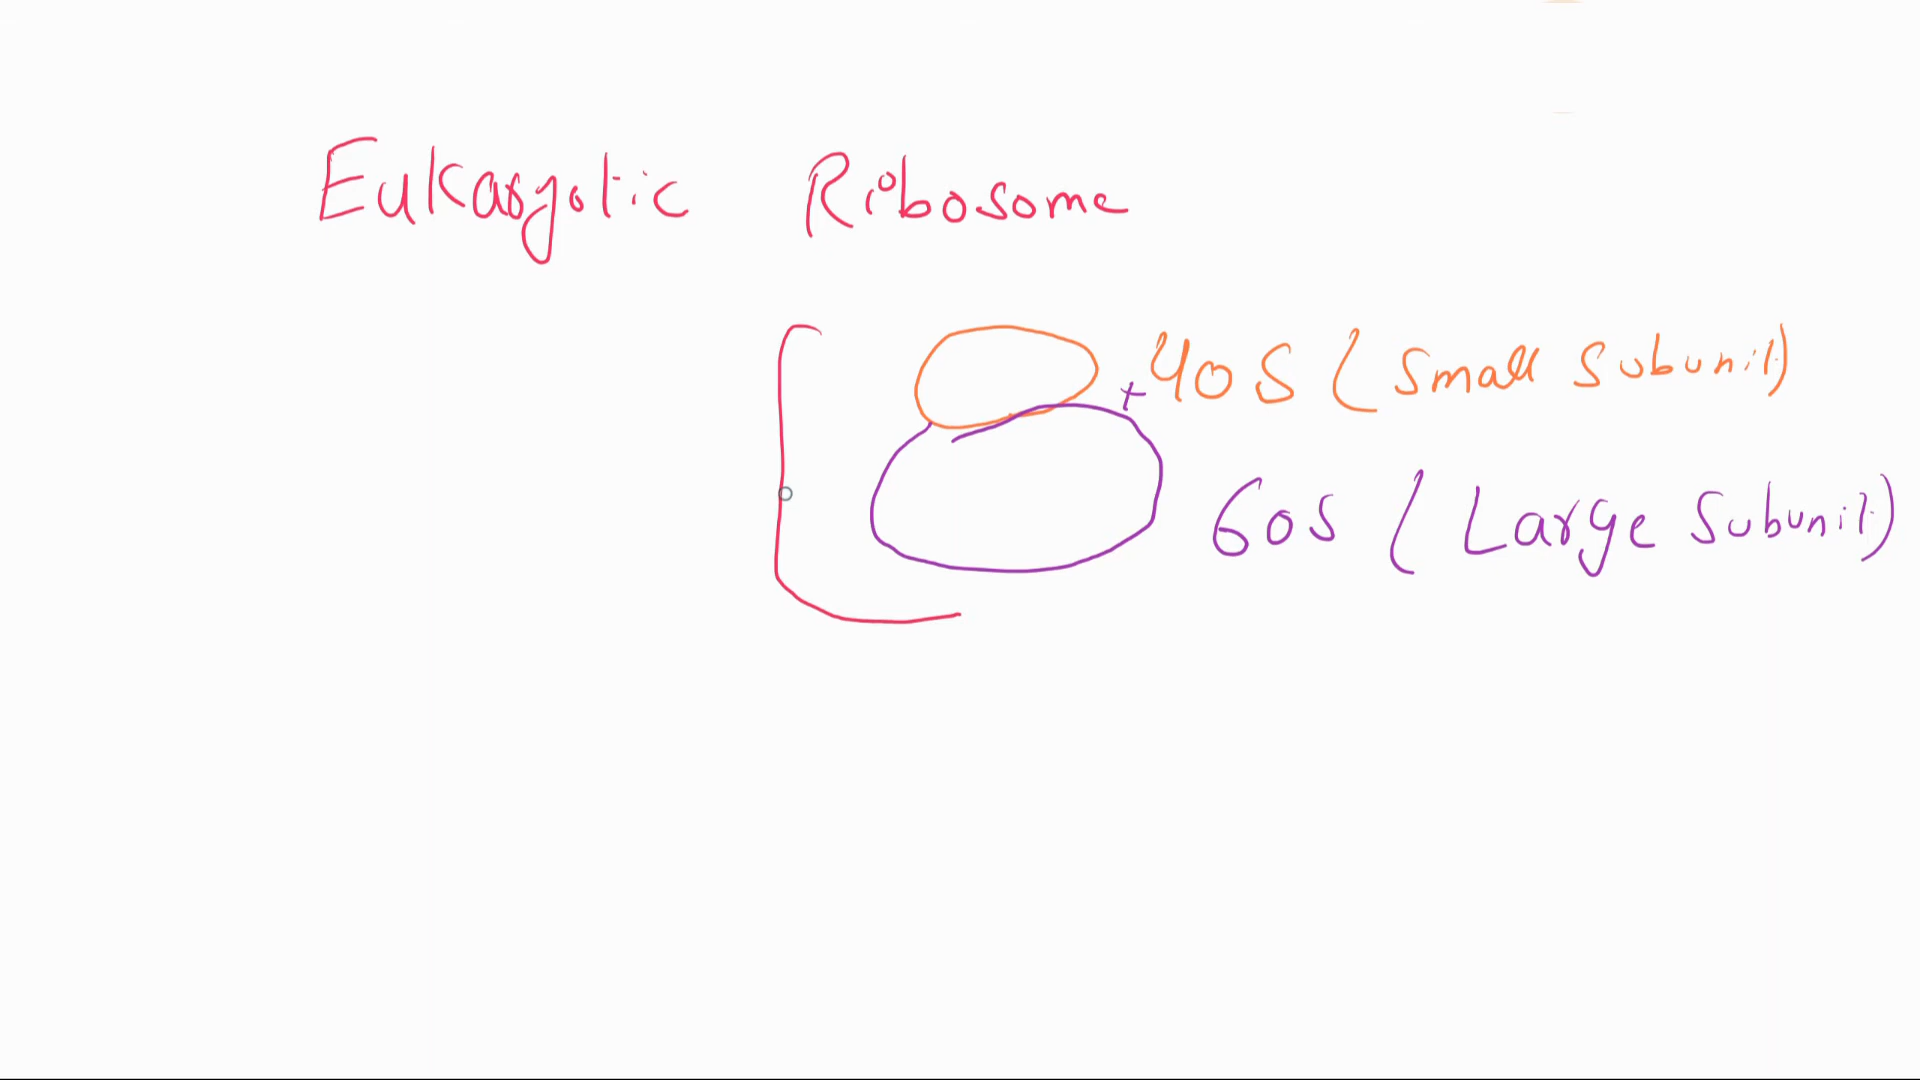 Eukaryotic Ribosome
+ 40S (Small Subunit)
60S (Large Subunit)